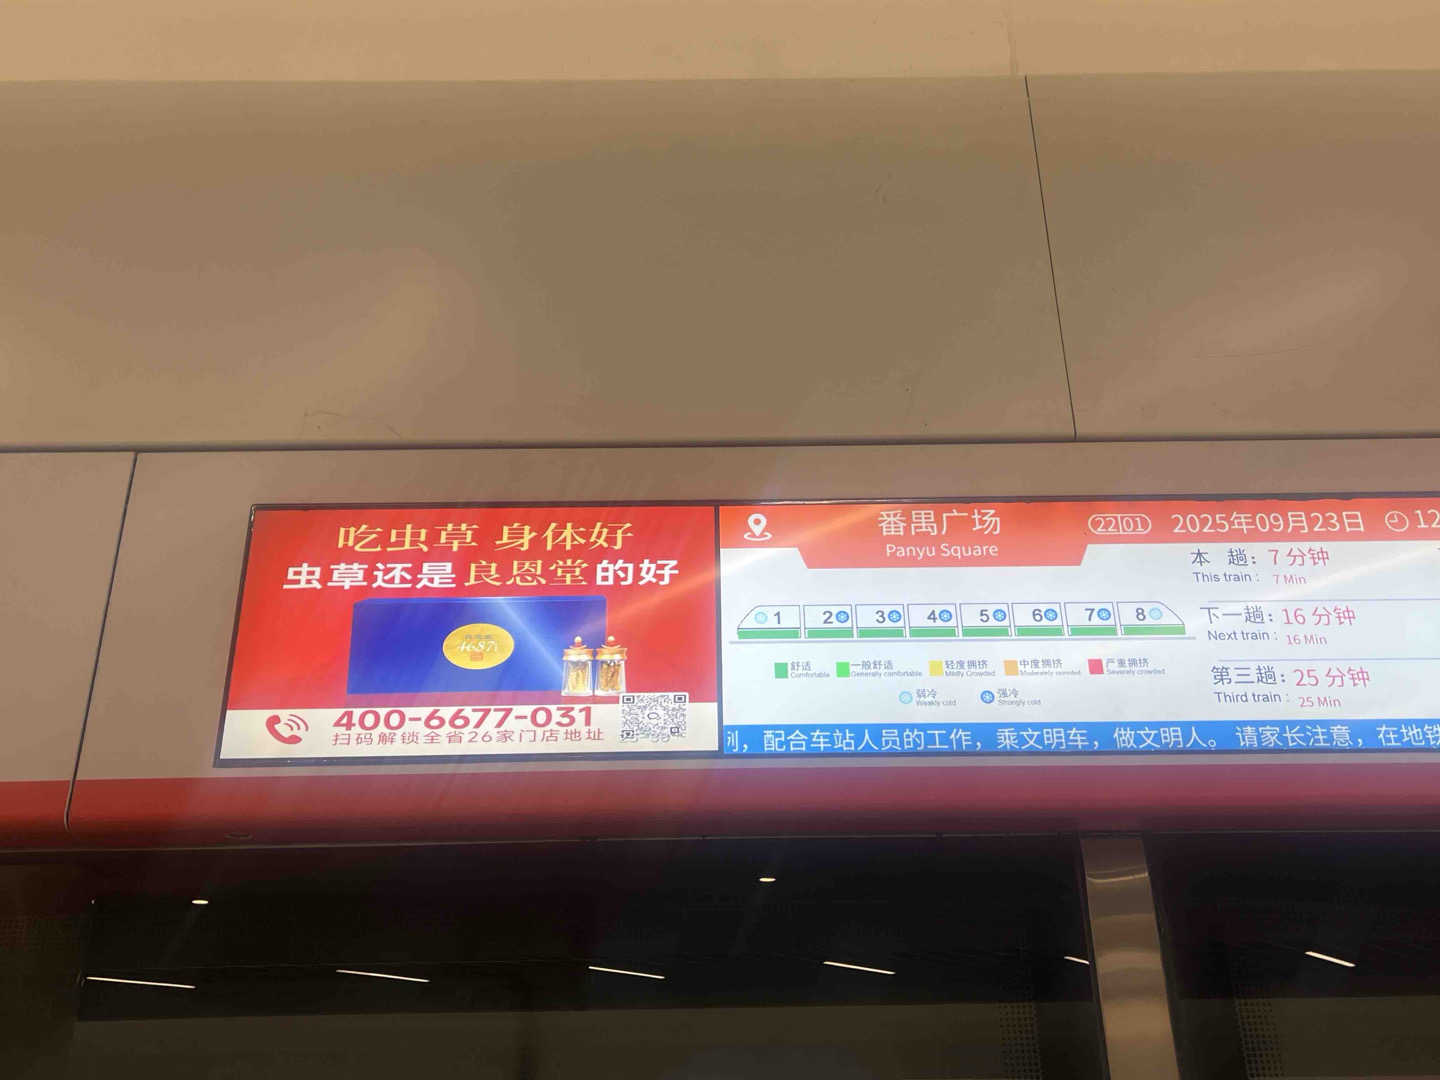 吃虫草 身体好
虫草还是良恩堂的好
4687
400-6677-031
扫码解锁全省26家门店地址
番禺广场
Panyu Square
22|01
2025年09月23日
12
本 趟: 7 分钟
This train: 7 Min
下一趟: 16 分钟
Next train: 16 Min
第三趟: 25 分钟
Third train: 25 Min
1 2 3 4 5 6 7 8
舒适
Comfortable
一般舒适
Generally comfortable
轻度拥挤
Mildly Crowded
中度拥挤
Moderately crowded
严重拥挤
Severely crowded
弱冷
Weakly cold
强冷
Strongly cold
，配合车站人员的工作，乘文明车，做文明人。 请家长注意，在地铁